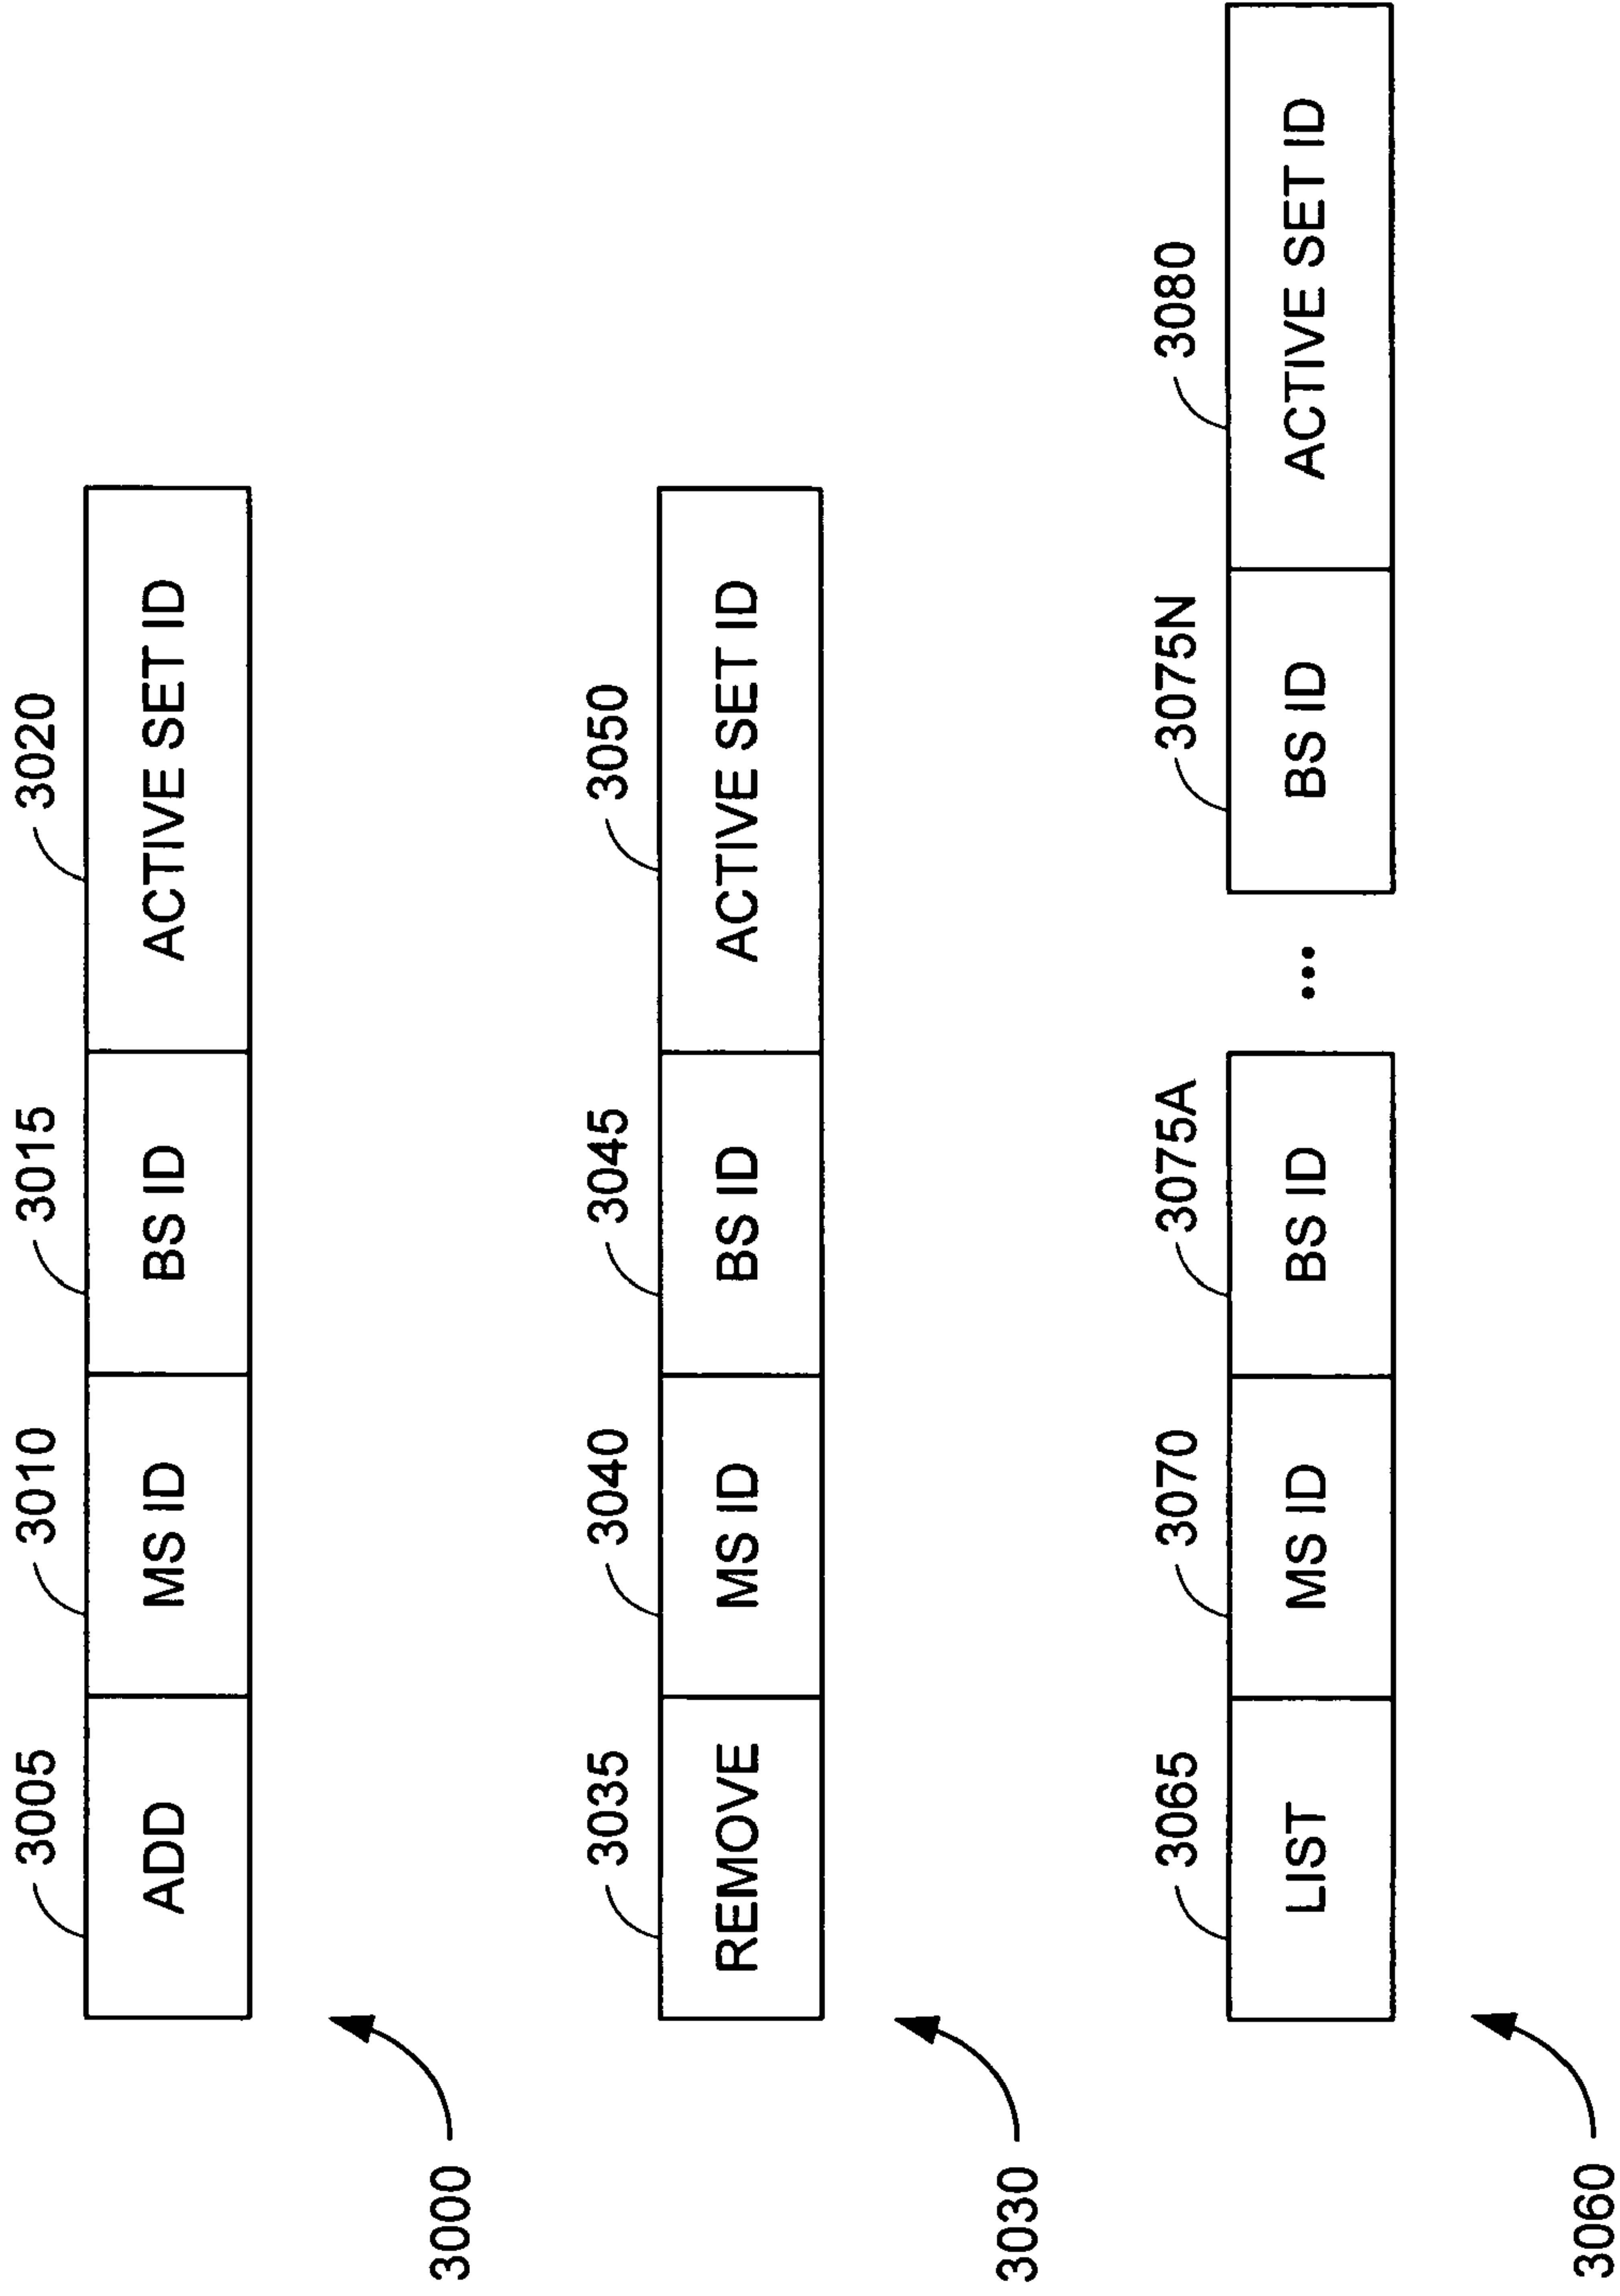 3005 3010 3015 3020
ADD MS ID BS ID ACTIVE SET ID
3000
3035 3040 3045 3050
REMOVE MS ID BS ID ACTIVE SET ID
3030
3065 3070 3075A 3075N 3080
LIST MS ID BS ID ... BS ID ACTIVE SET ID
3060